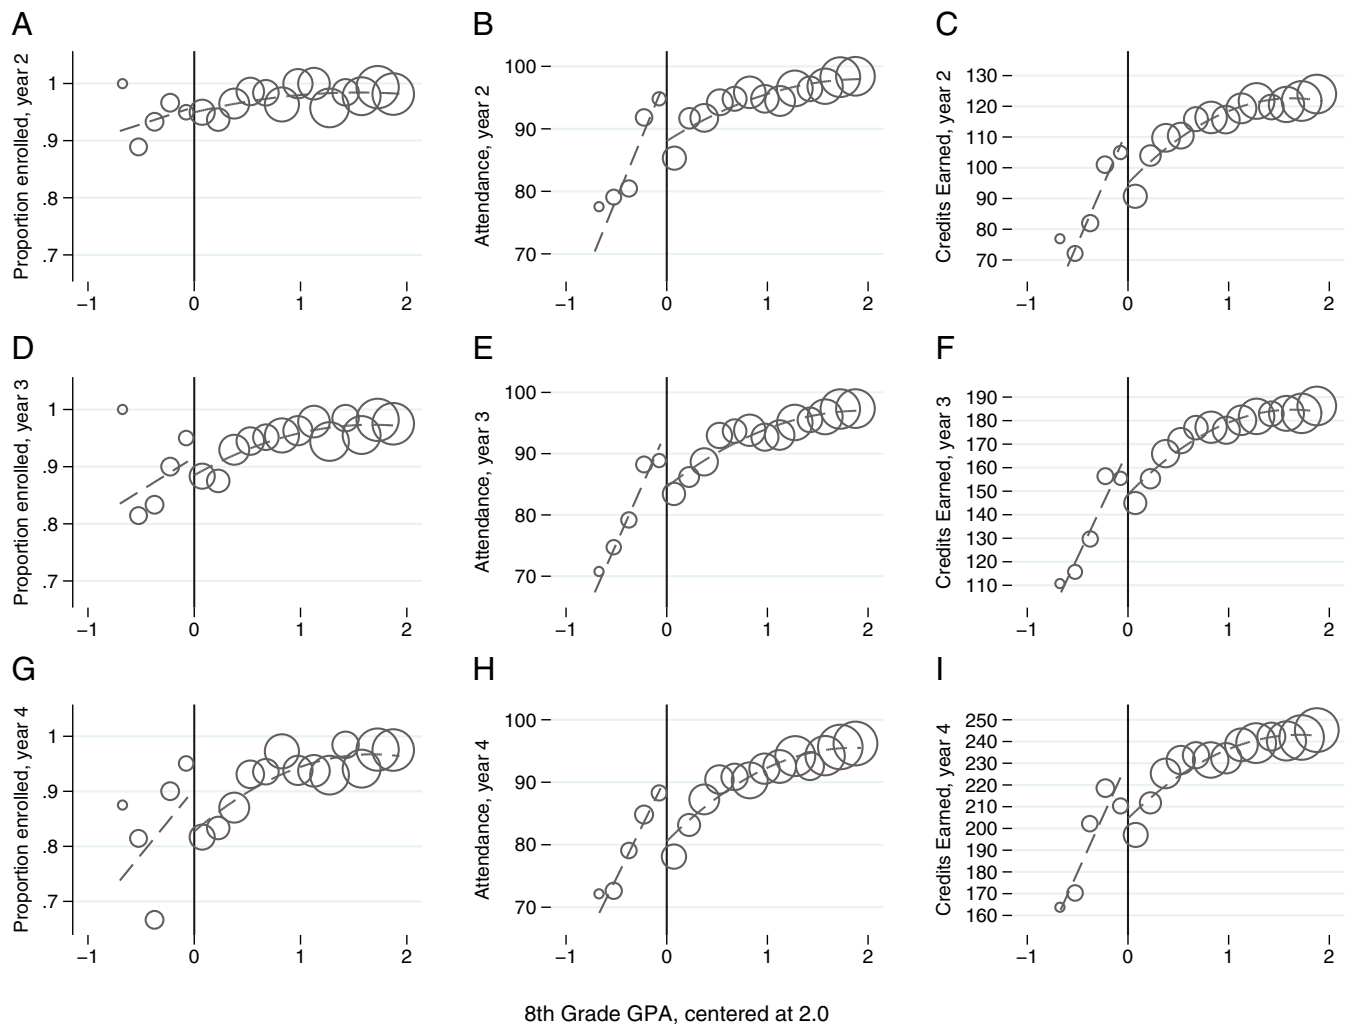 A
Proportion enrolled, year 2
1
.9
.8
.7
−1 0 1 2
B
Attendance, year 2
100
90
80
70
−1 0 1 2
C
Credits Earned, year 2
130
120
110
100
90
80
70
−1 0 1 2
D
Proportion enrolled, year 3
1
.9
.8
.7
−1 0 1 2
E
Attendance, year 3
100
90
80
70
−1 0 1 2
F
Credits Earned, year 3
190
180
170
160
150
140
130
120
110
−1 0 1 2
G
Proportion enrolled, year 4
1
.9
.8
.7
−1 0 1 2
H
Attendance, year 4
100
90
80
70
−1 0 1 2
I
Credits Earned, year 4
250
240
230
220
210
200
190
180
170
160
−1 0 1 2
8th Grade GPA, centered at 2.0